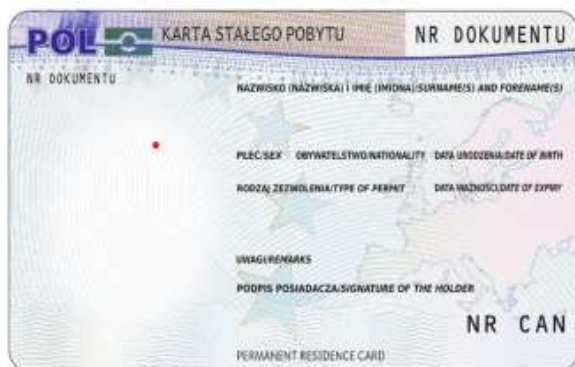 POL KARTA STAŁEGO POBYTU NR DOKUMENTU
NR DOKUMENTU
NAZWISKO (NAZWISKA) I IMIĘ (IMIONA)/SURNAME(S) AND FORENAME(S)
PŁEĆ/SEX OBYWATELSTWO/NATIONALITY DATA URODZENIA/DATE OF BIRTH
RODZAJ ZEZWOLENIA/TYPE OF PERMIT DATA WAŻNOŚCI/DATE OF EXPIRY
UWAGI/REMARKS
PODPIS POSIADACZA/SIGNATURE OF THE HOLDER
NR CAN
PERMANENT RESIDENCE CARD